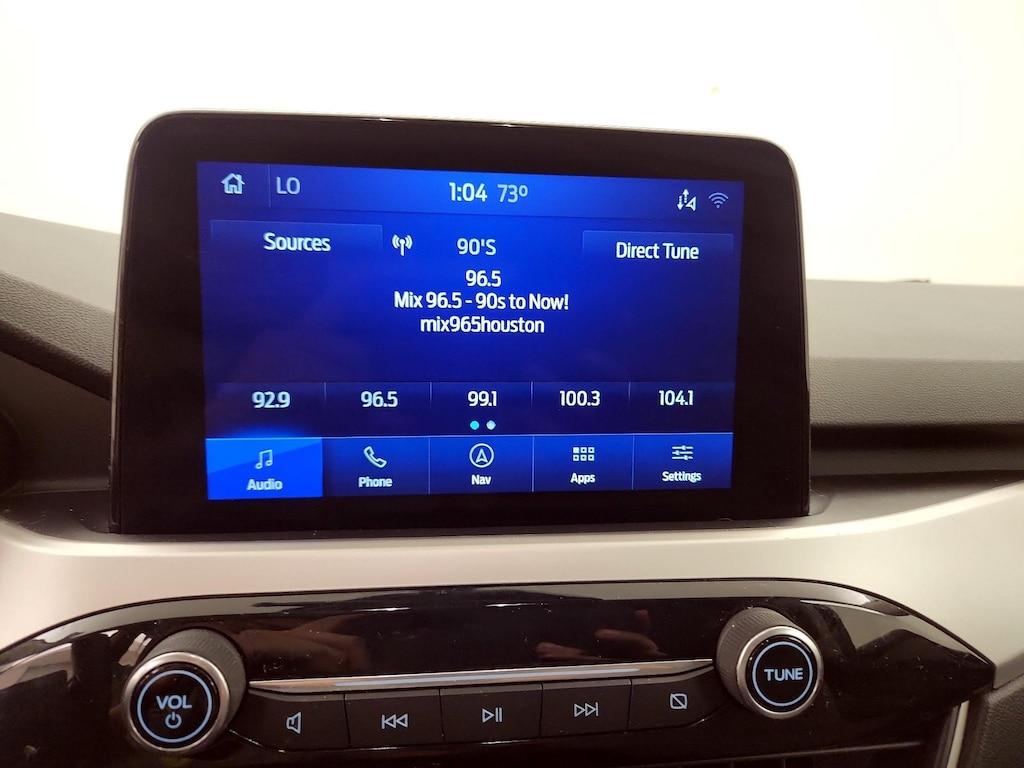 LO 1:04 73°
Sources 90'S Direct Tune
96.5
Mix 96.5 - 90s to Now!
mix965houston
92.9 96.5 99.1 100.3 104.1
Audio Phone Nav Apps Settings
VOL TUNE